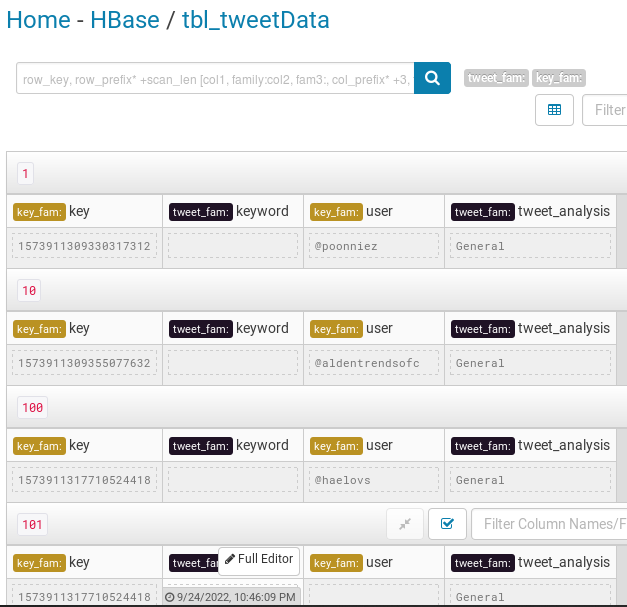 Home - HBase / tbl_tweetData
row_key, row_prefix* +scan_len [col1, family:col2, fam3:, col_prefix* +3, tweet_fam: key_fam:
Filter
1
key_fam: key tweet_fam: keyword key_fam: user tweet_fam: tweet_analysis
1573911309330317312 @poonniez General
10
key_fam: key tweet_fam: keyword key_fam: user tweet_fam: tweet_analysis
1573911309355077632 @aldentrendsofc General
100
key_fam: key tweet_fam: keyword key_fam: user tweet_fam: tweet_analysis
1573911317710524418 @haelovs General
101 Filter Column Names/F
key_fam: key tweet_fa Full Editor key_fam: user tweet_fam: tweet_analysis
1573911317710524418 9/24/2022, 10:46:09 PM General